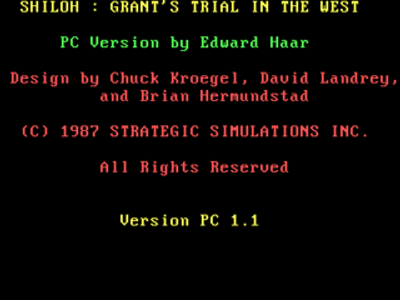 SHILOH : GRANT'S TRIAL IN THE WEST
PC Version by Edward Haar
Design by Chuck Kroegel, David Landrey,
and Brian Hermundstad
(C) 1987 STRATEGIC SIMULATIONS INC.
All Rights Reserved
Version PC 1.1